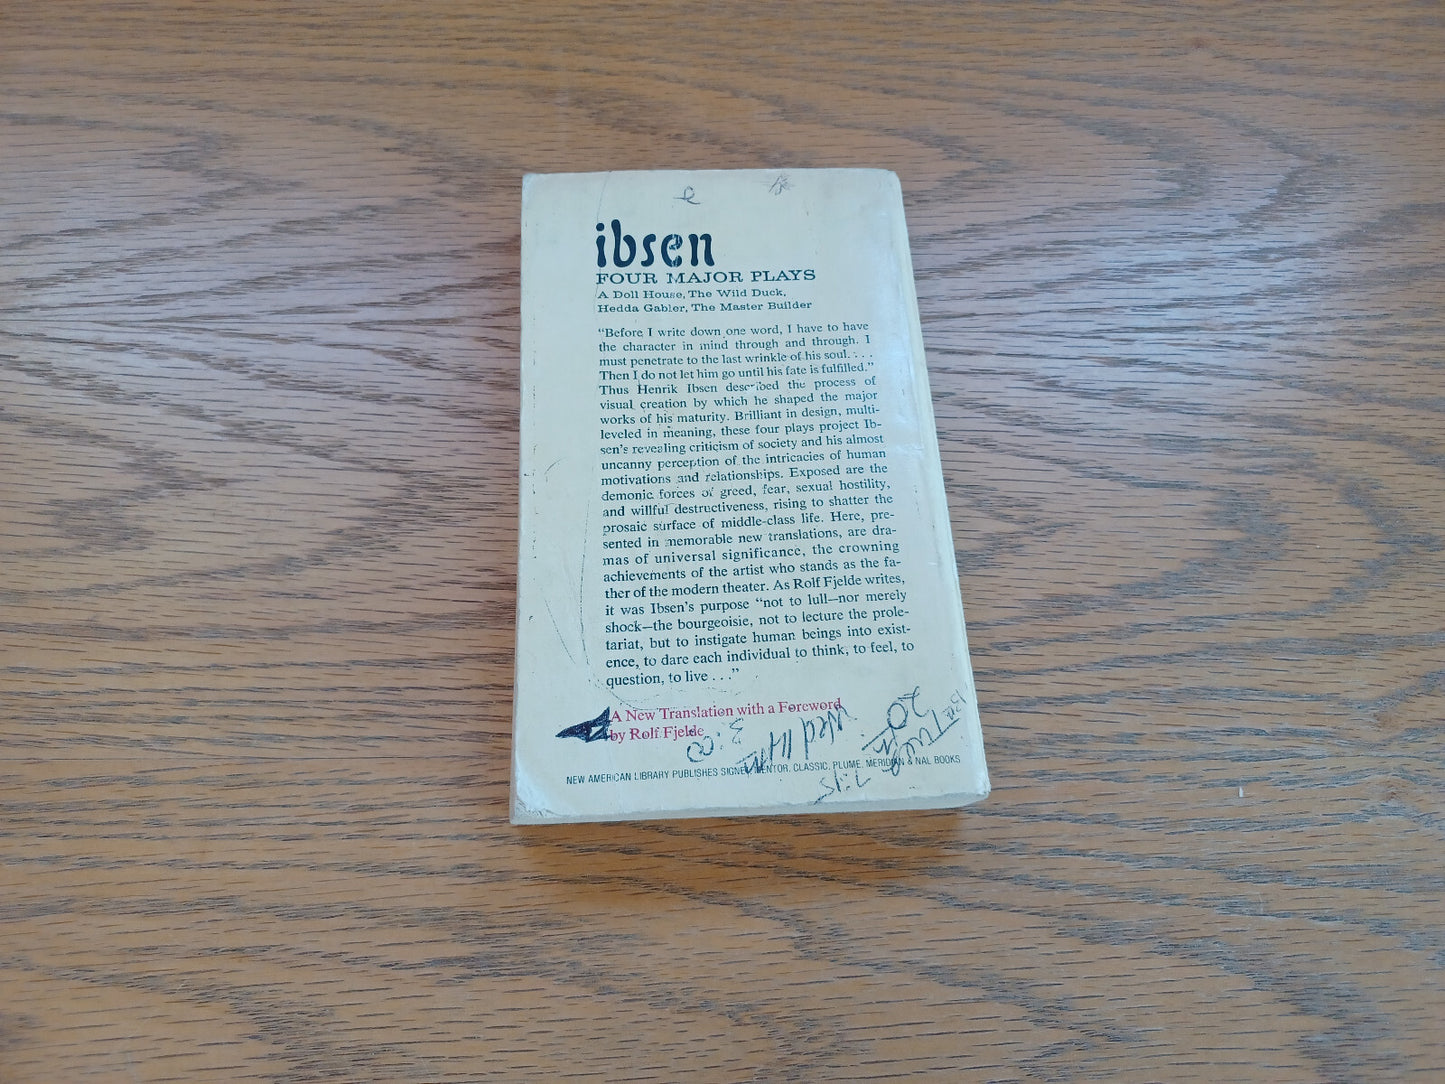 ibsen
FOUR MAJOR PLAYS
A Doll House, The Wild Duck,
Hedda Gabler, The Master Builder
“Before I write down one word, I have to have
the character in mind through and through. I
must penetrate to the last wrinkle of his soul. . . .
Then I do not let him go until his fate is fulfilled.”
Thus Henrik Ibsen described the process of
visual creation by which he shaped the major
works of his maturity. Brilliant in design, multi-
leveled in meaning, these four plays project Ib-
sen’s revealing criticism of society and his almost
uncanny perception of the intricacies of human
motivations and relationships. Exposed are the
demonic forces of greed, fear, sexual hostility,
and willful destructiveness, rising to shatter the
prosaic surface of middle-class life. Here, pre-
sented in memorable new translations, are dra-
mas of universal significance, the crowning
achievements of the artist who stands as the fa-
ther of the modern theater. As Rolf Fjelde writes,
it was Ibsen’s purpose “not to lull—nor merely
shock—the bourgeoisie, not to lecture the prole-
tariat, but to instigate human beings into exist-
ence, to dare each individual to think, to feel, to
question, to live . . .”
A New Translation with a Foreword
by Rolf Fjelde
NEW AMERICAN LIBRARY PUBLISHES SIGNET, MENTOR, CLASSIC, PLUME, MERIDIAN & NAL BOOKS
7:15
Wed 11th
3:00